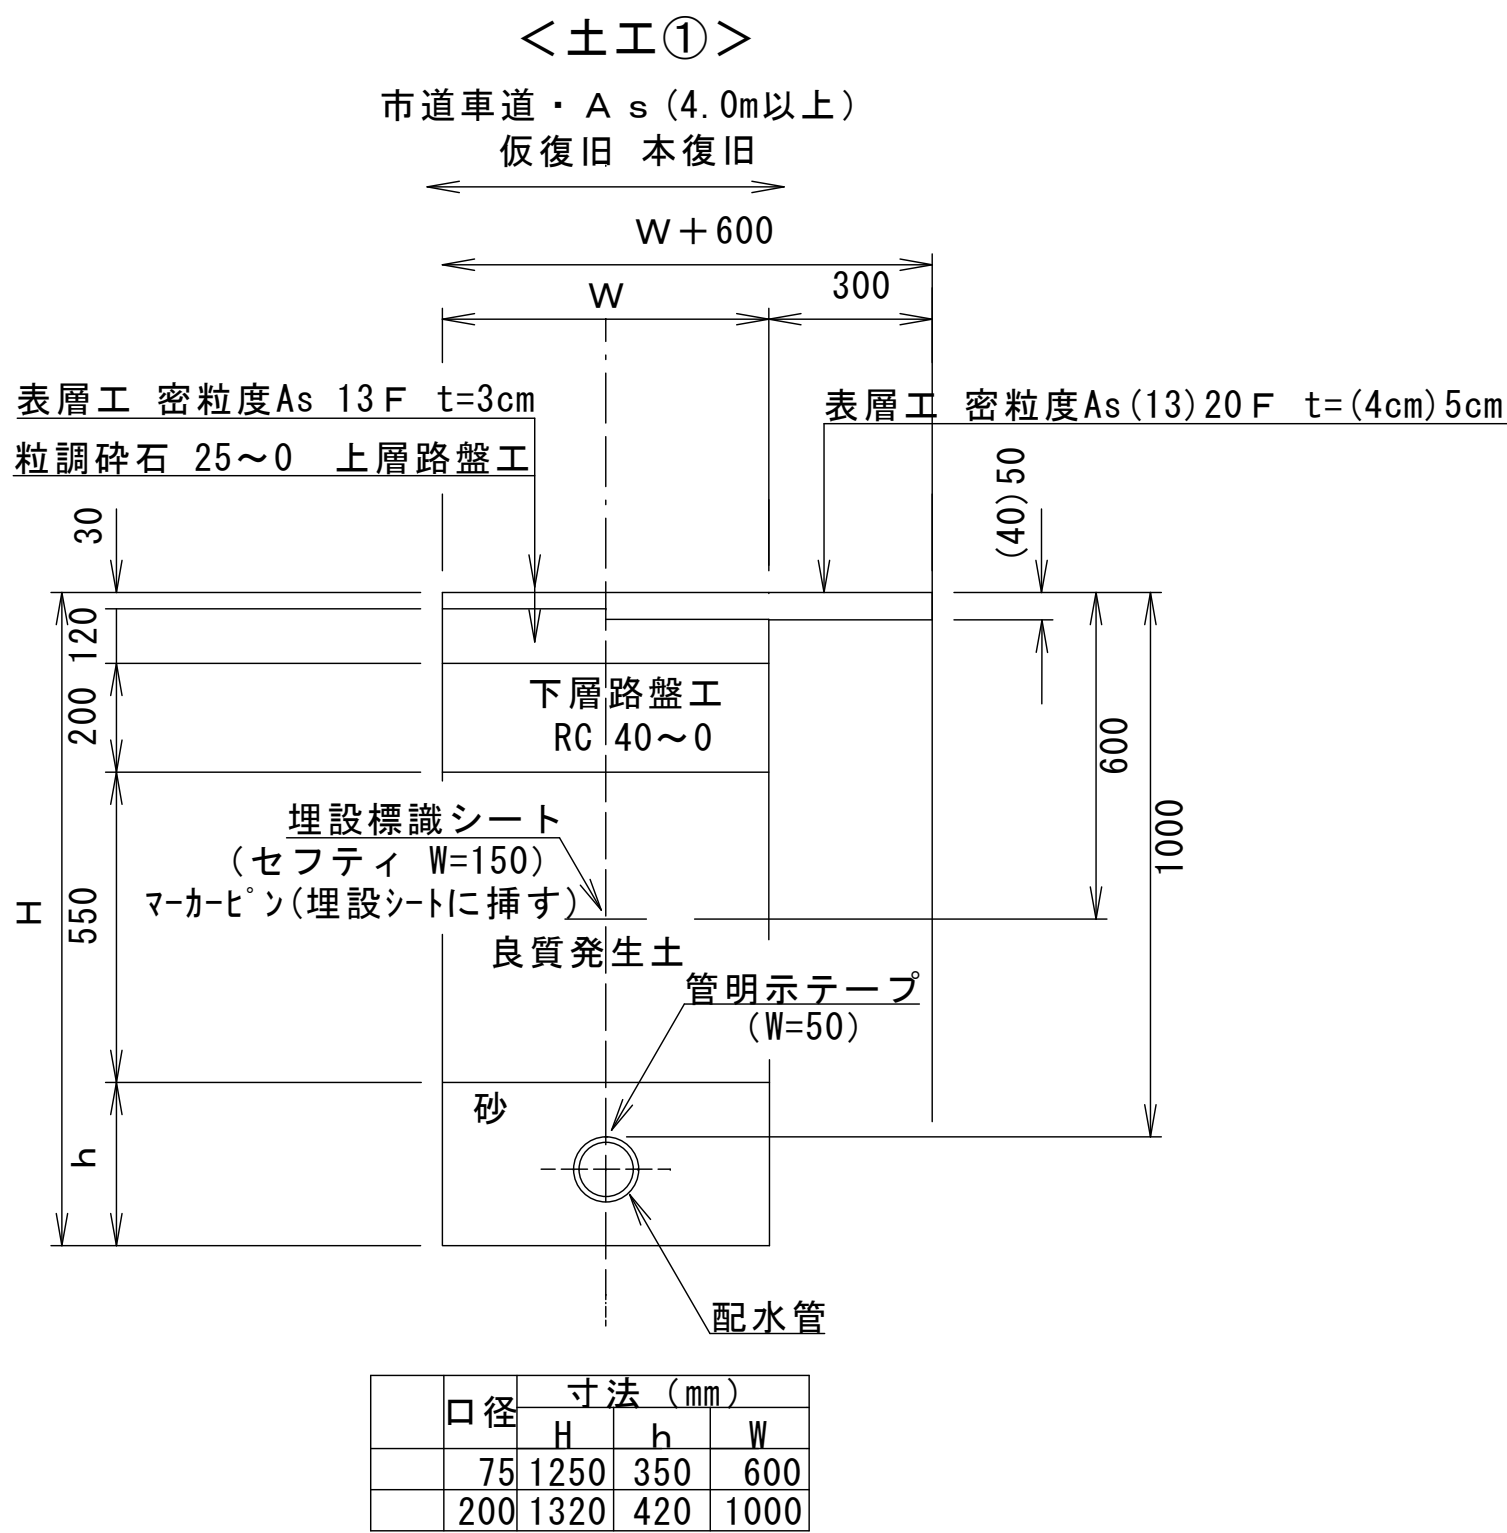 ＜土工①＞
市道車道・Ａｓ(4.0m以上)
仮復旧 本復旧
Ｗ＋600
Ｗ
300
表層工 密粒度As 13Ｆ t=3cm
表層工 密粒度As(13)20Ｆ t=(4cm)5cm
粒調砕石 25～0 上層路盤工
30
(40)50
120
200
下層路盤工
RC 40～0
600
1000
埋設標識シート
(セフティ W=150)
ﾏｰｶｰﾋﾟﾝ(埋設ｼｰﾄに挿す)
H
550
良質発生土
管明示テープ
(W=50)
砂
h
配水管
口径 寸法 (mm)
H h W
75 1250 350 600
200 1320 420 1000